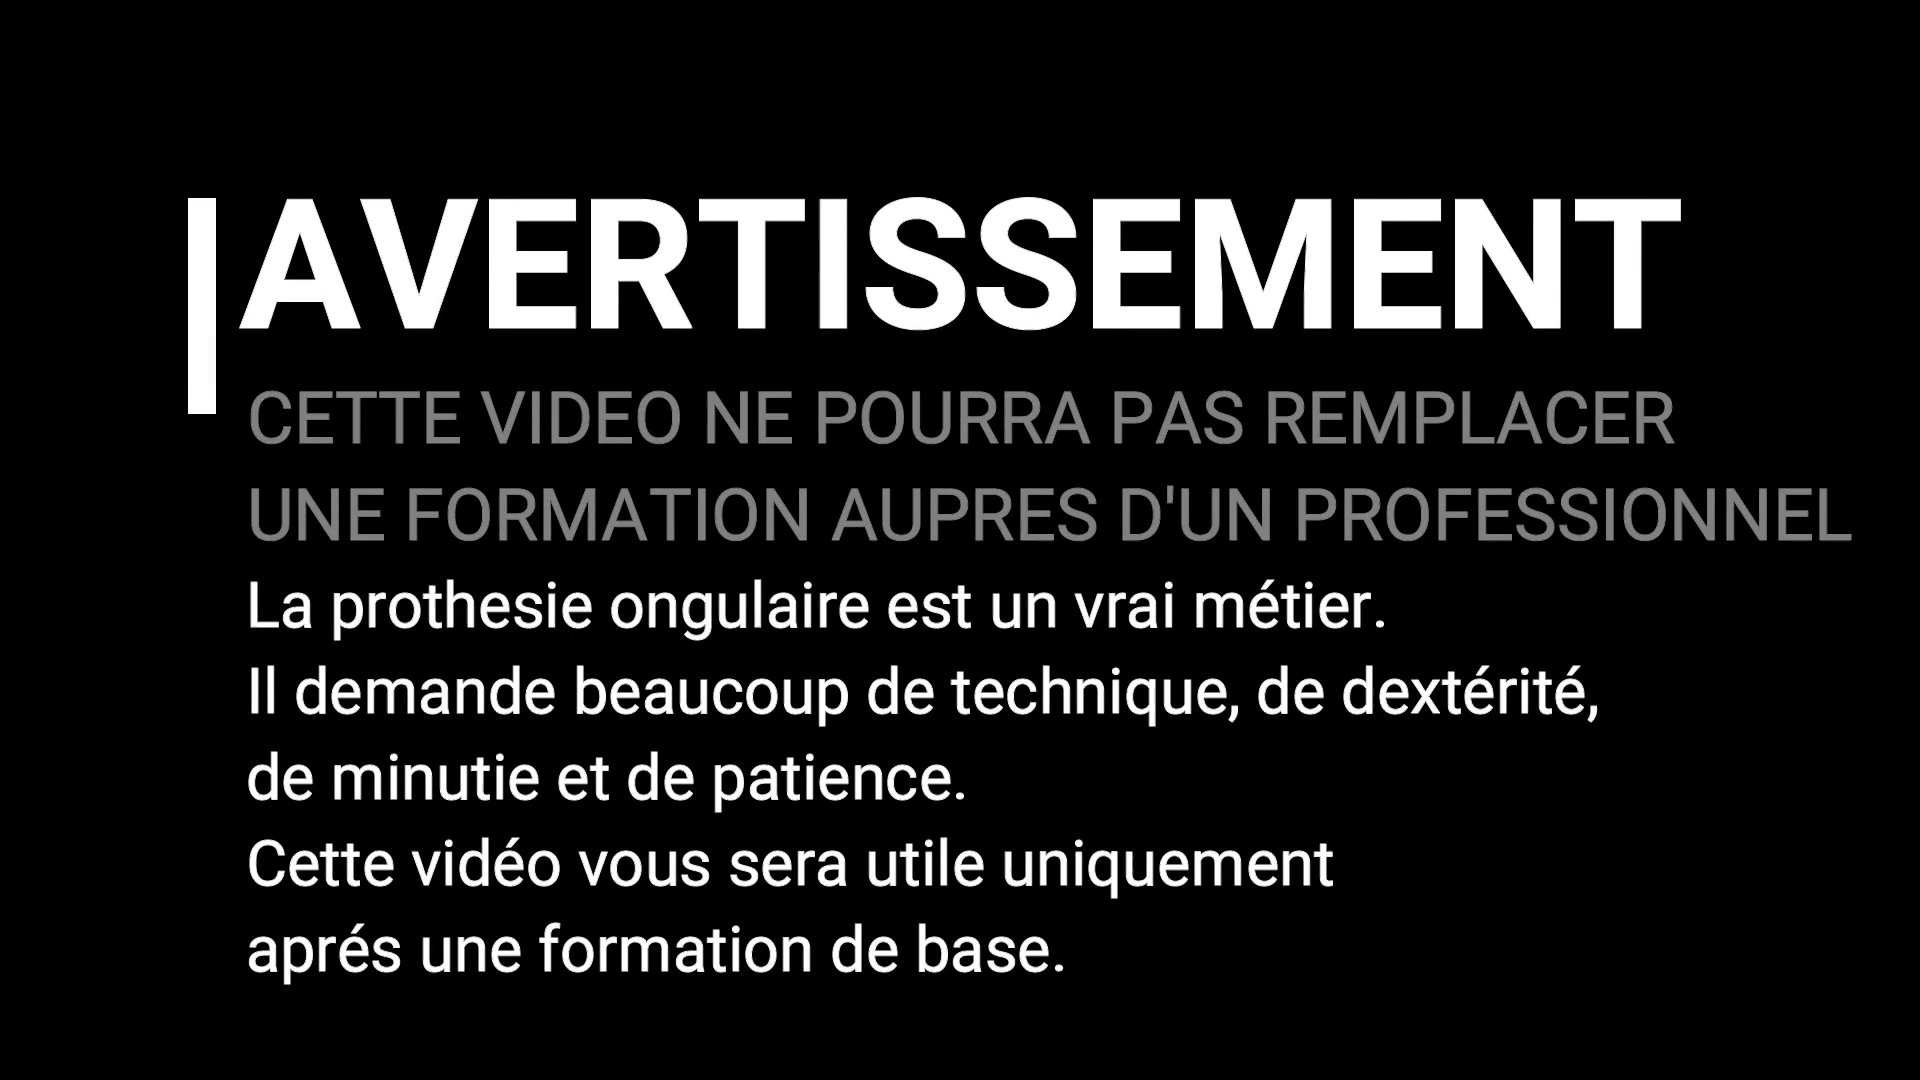 AVERTISSEMENT
CETTE VIDEO NE POURRA PAS REMPLACER
UNE FORMATION AUPRES D'UN PROFESSIONNEL
La prothesie ongulaire est un vrai métier.
Il demande beaucoup de technique, de dextérité,
de minutie et de patience.
Cette vidéo vous sera utile uniquement
aprés une formation de base.